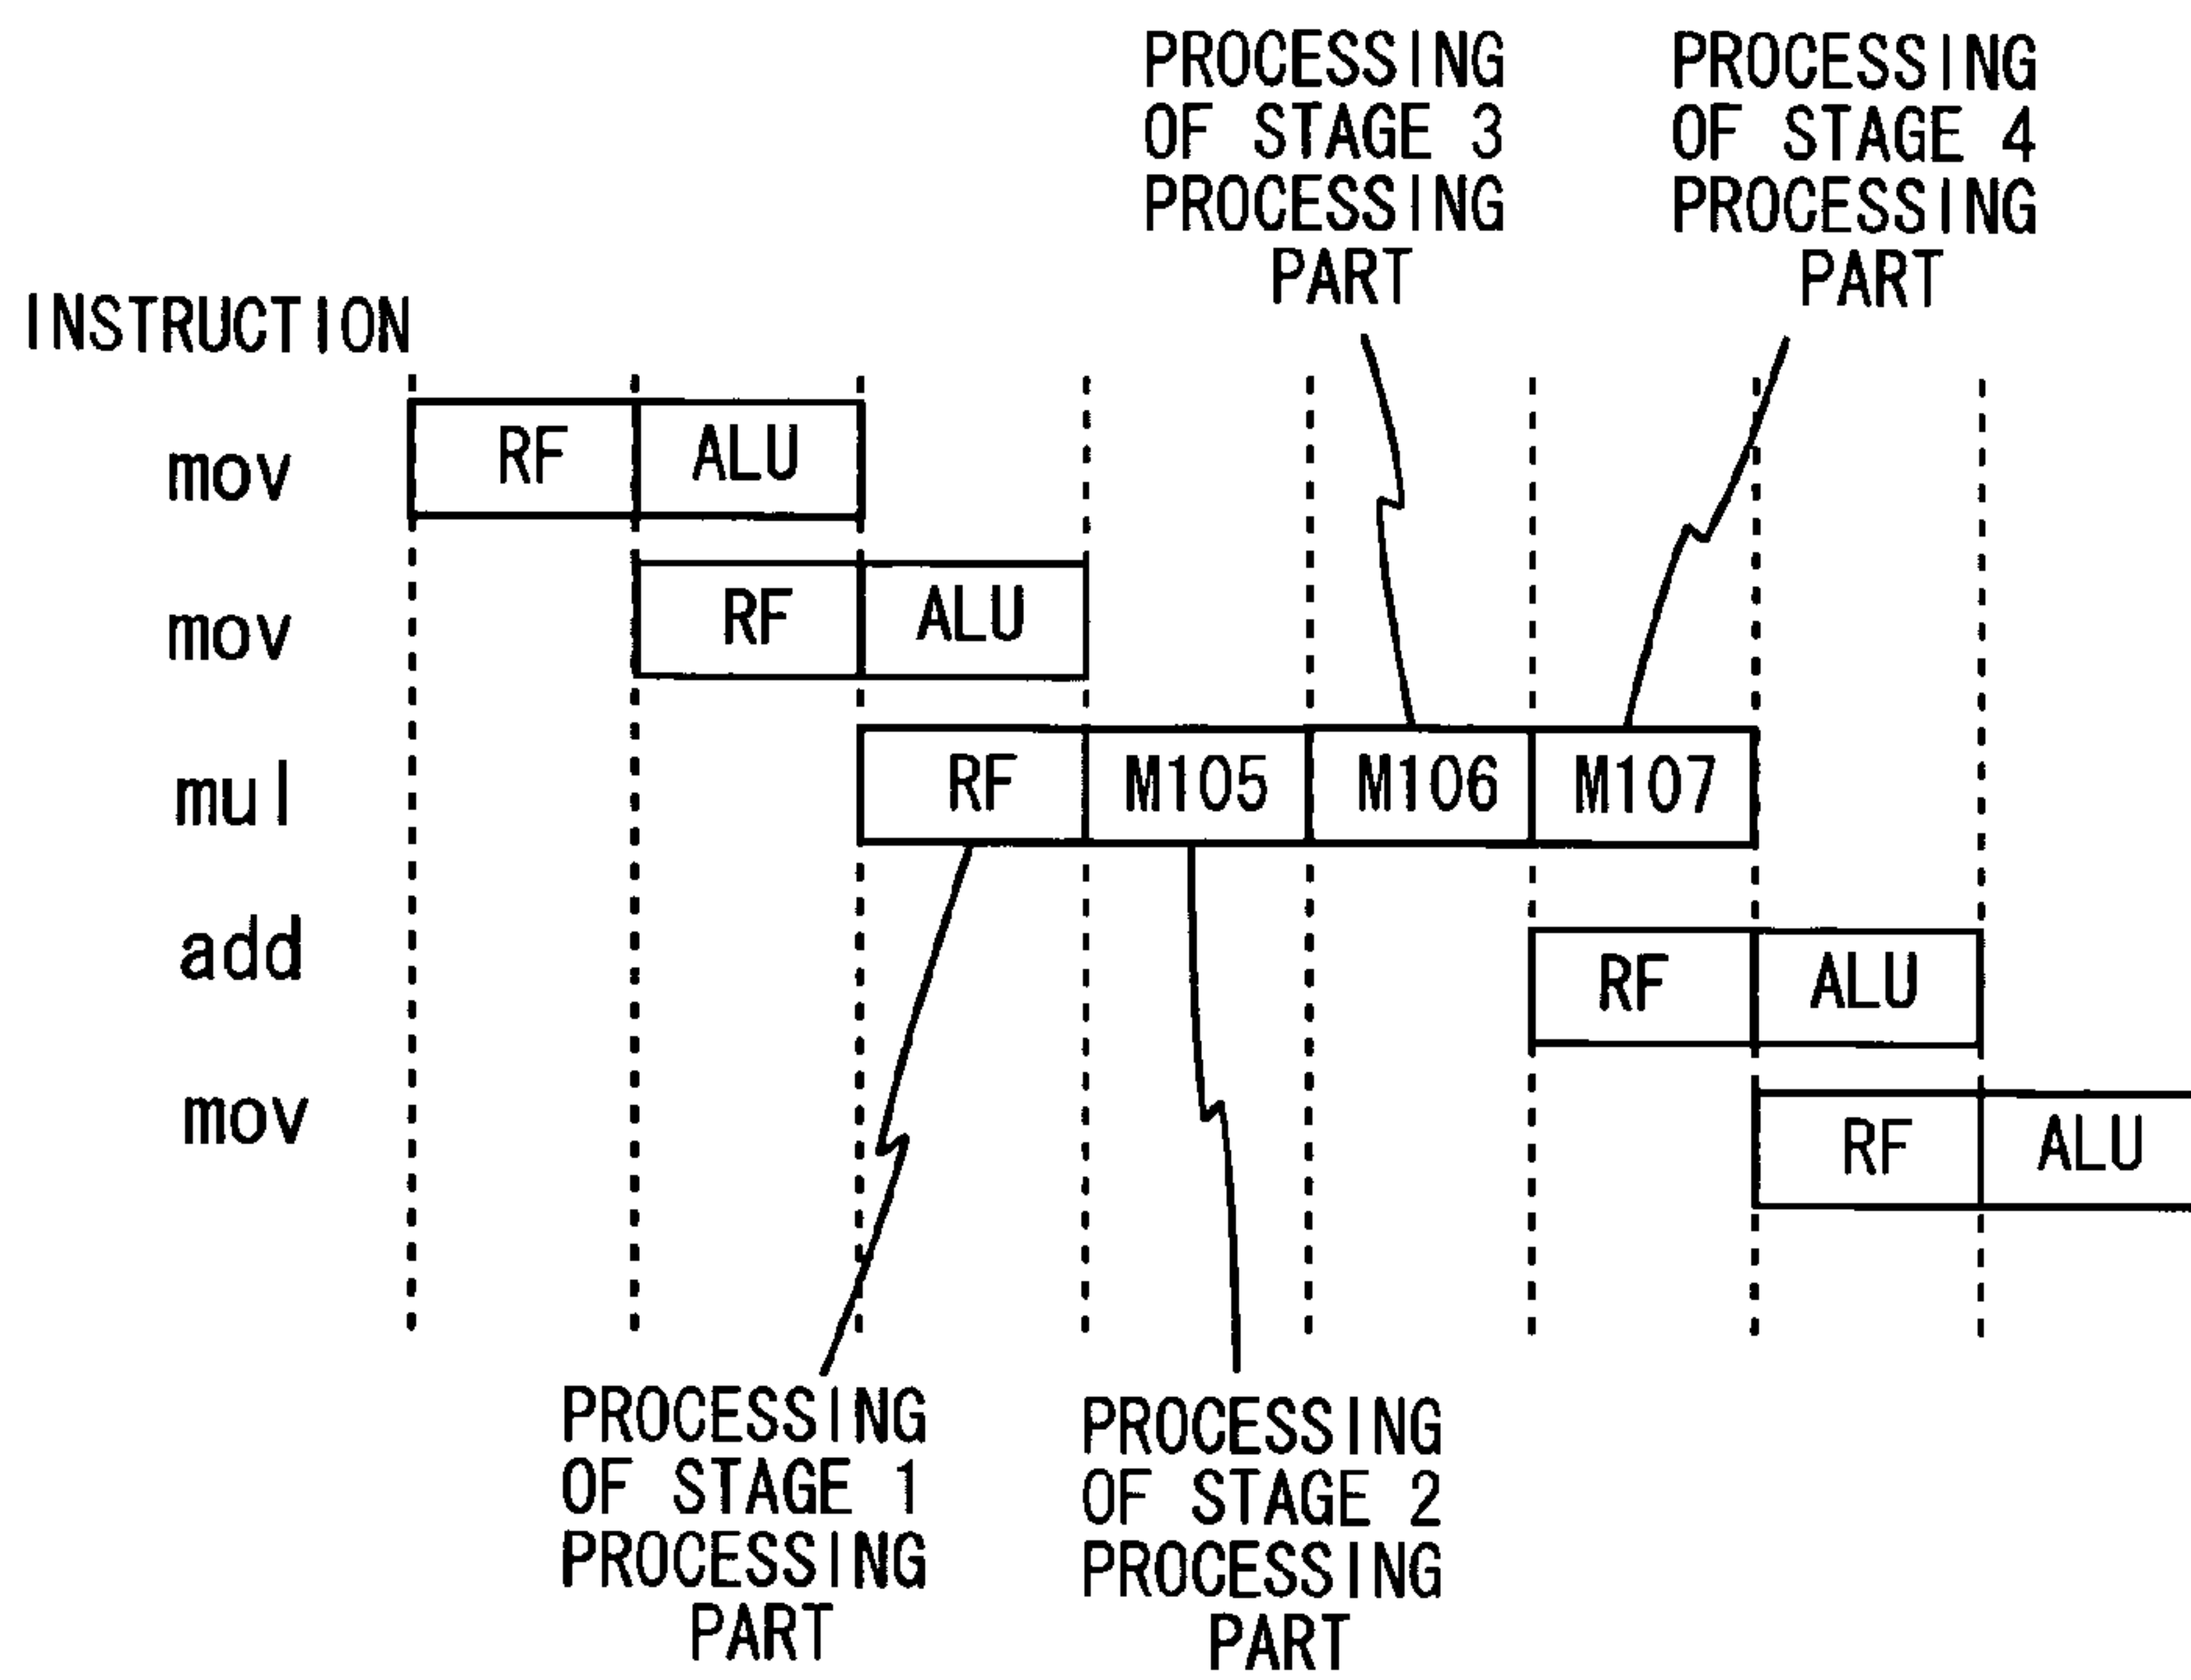 PROCESSING
OF STAGE 3
PROCESSING
PART
PROCESSING
OF STAGE 4
PROCESSING
PART
INSTRUCTION
mov RF ALU
mov RF ALU
mul RF M105 M106 M107
add RF ALU
mov RF ALU
PROCESSING
OF STAGE 1
PROCESSING
PART
PROCESSING
OF STAGE 2
PROCESSING
PART